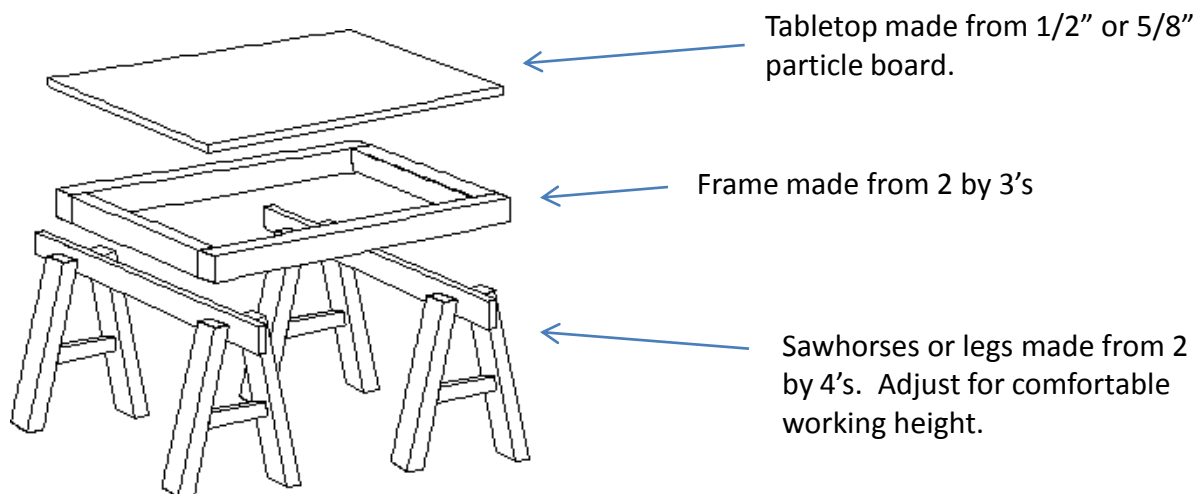 Tabletop made from 1/2” or 5/8”
particle board.
Frame made from 2 by 3’s
Sawhorses or legs made from 2
by 4’s.  Adjust for comfortable
working height.